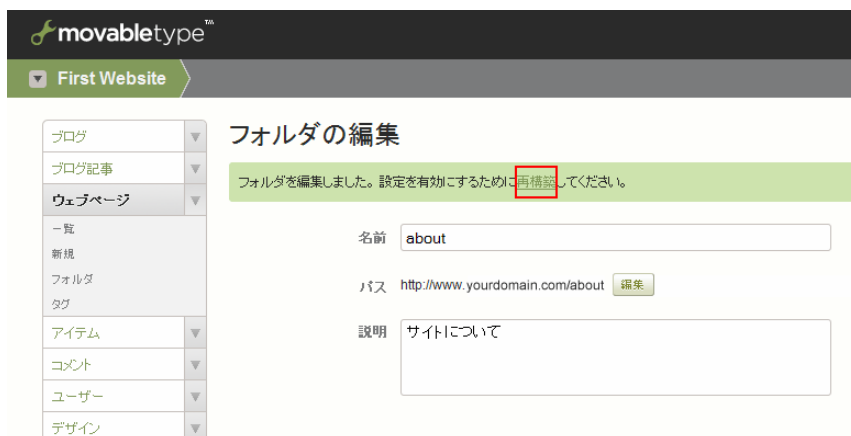 movabletype™
First Website
ブログ
ブログ記事
ウェブページ
一覧
新規
フォルダ
タグ
アイテム
コメント
ユーザー
デザイン
フォルダの編集
フォルダを編集しました。設定を有効にするために再構築してください。
名前 about
パス http://www.yourdomain.com/about 編集
説明 サイトについて